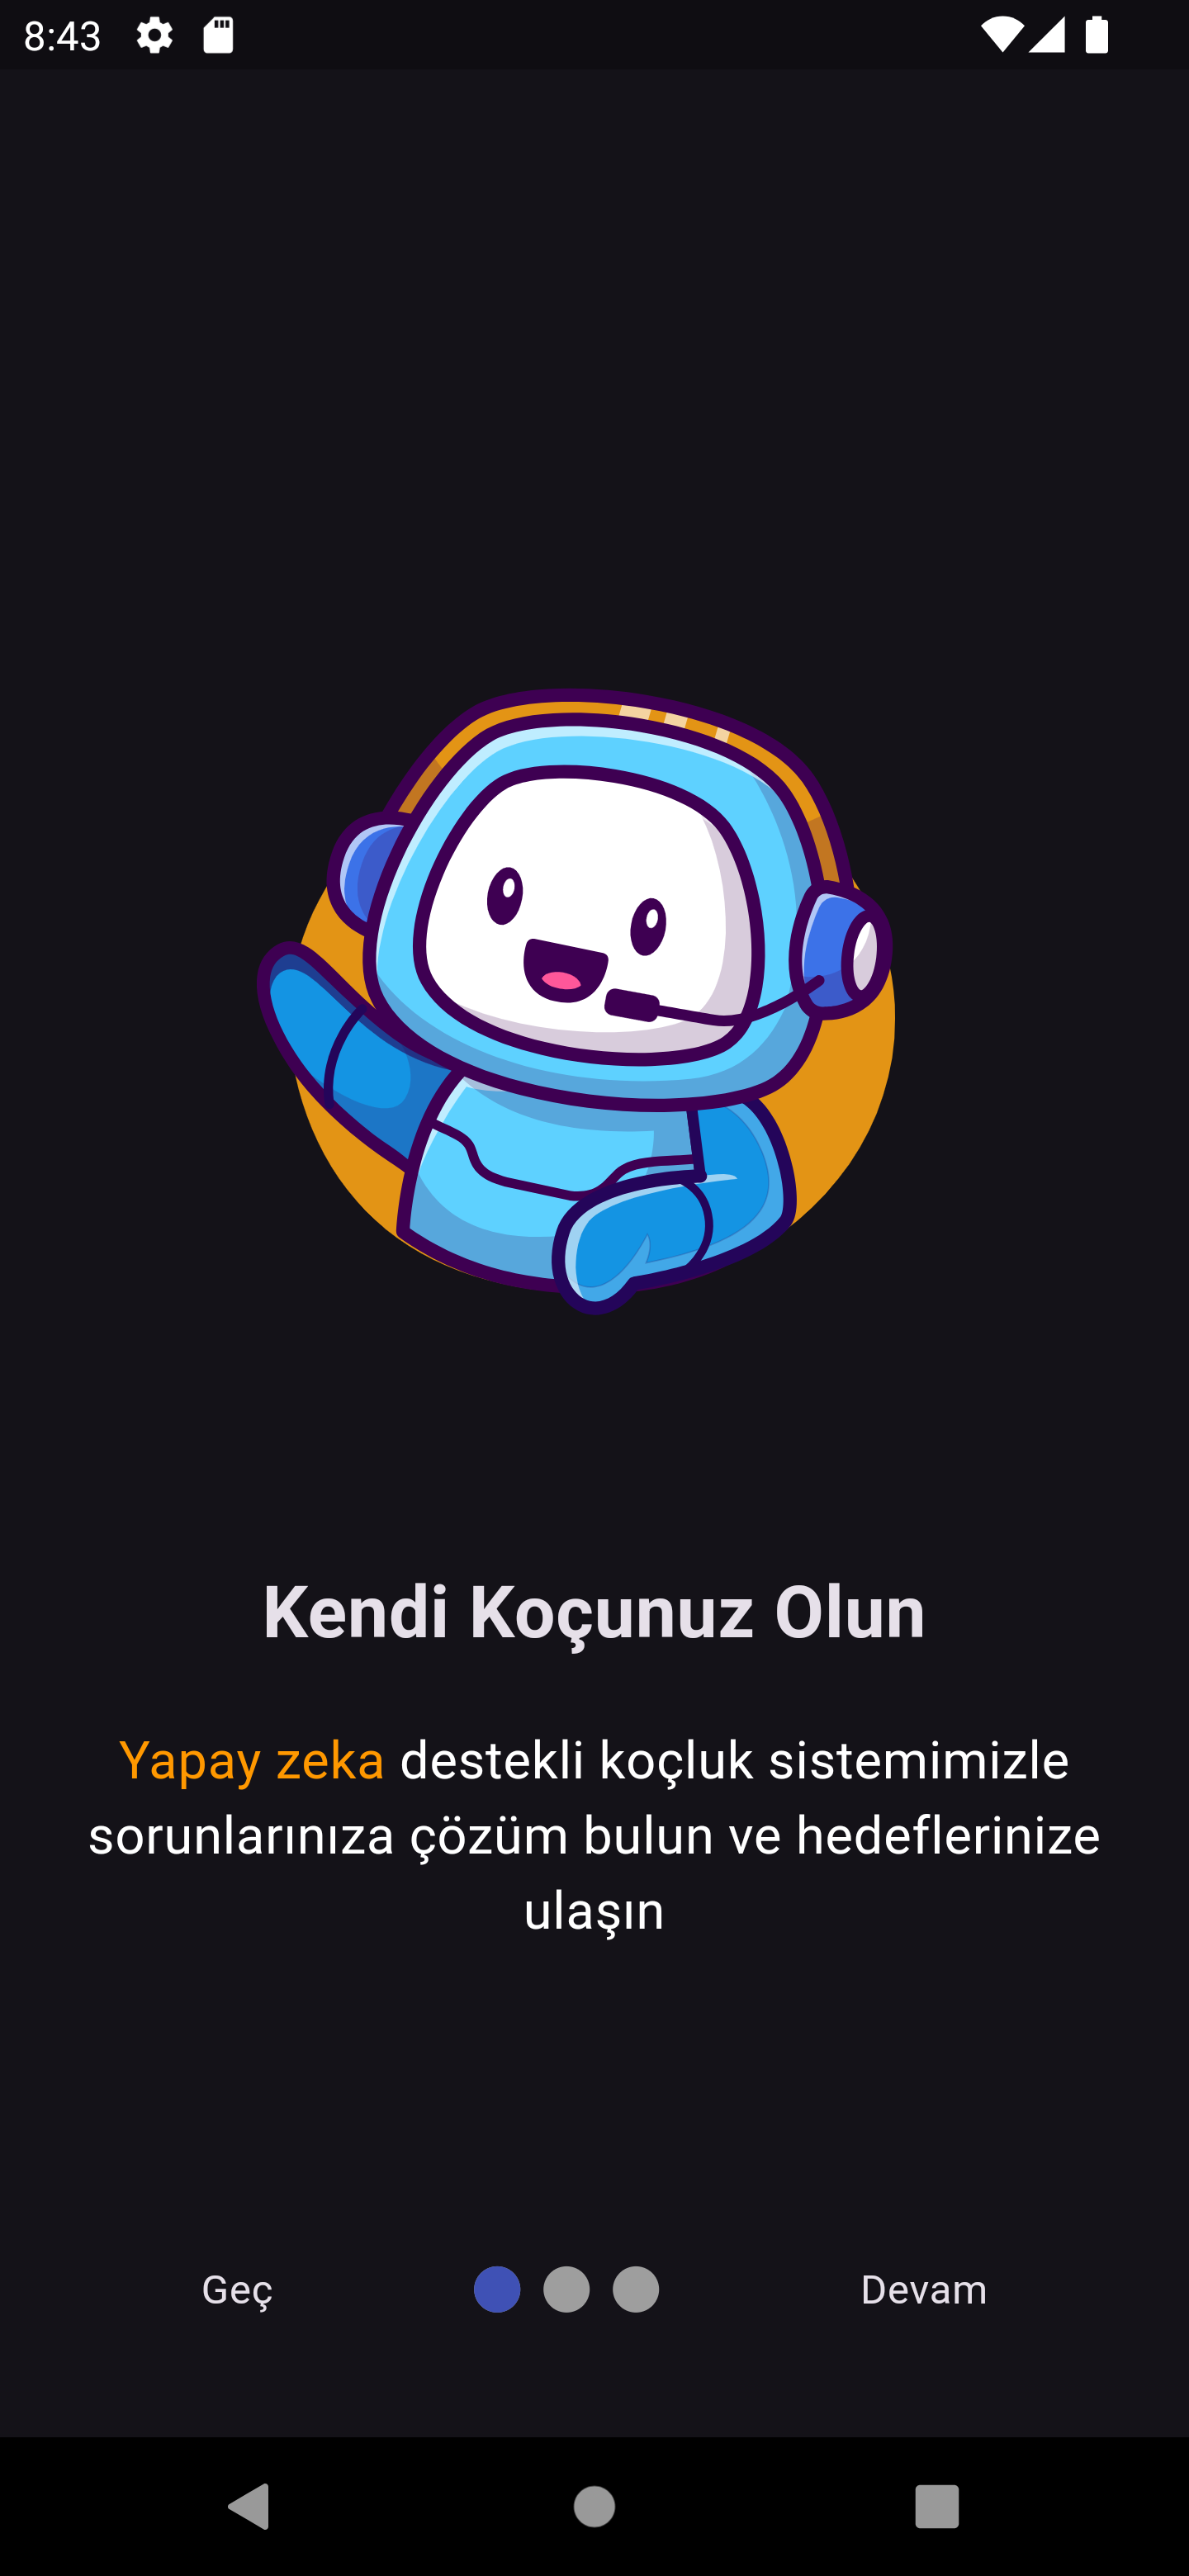 8:43
Kendi Koçunuz Olun
Yapay zeka destekli koçluk sistemimizle
sorunlarınıza çözüm bulun ve hedeflerinize
ulaşın
Geç
Devam